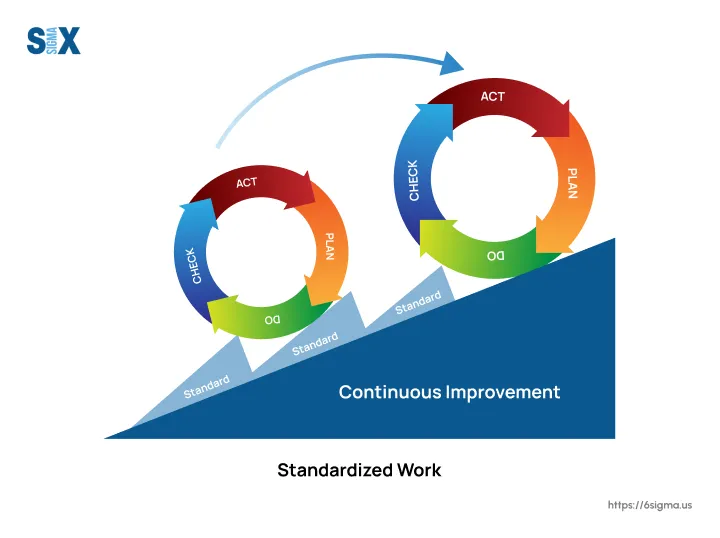 SIX
SIGMA
ACT
PLAN
DO
CHECK
ACT
PLAN
DO
CHECK
Standard
Standard
Standard
Continuous Improvement
Standardized Work
https://6sigma.us